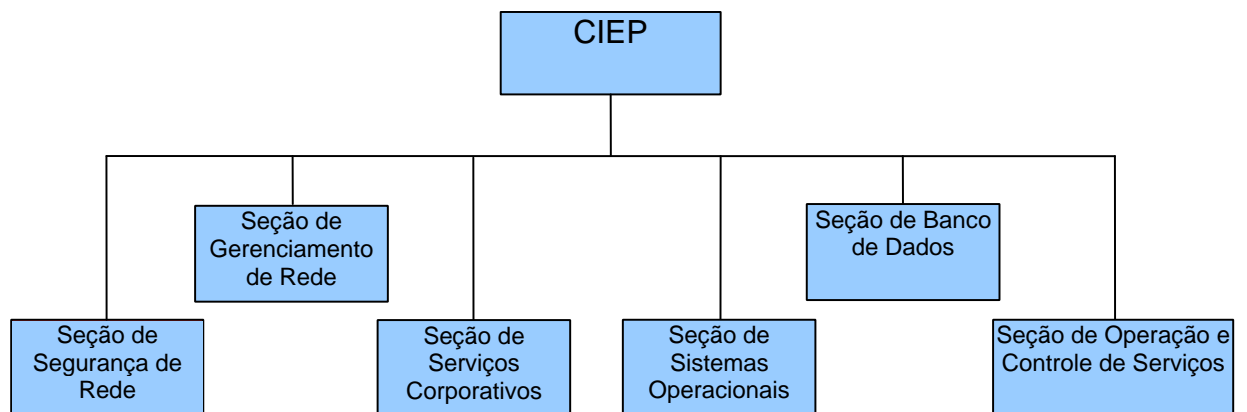 CIEP
Seção de
Gerenciamento
de Rede
Seção de Banco
de Dados
Seção de
Segurança de
Rede
Seção de
Serviços
Corporativos
Seção de
Sistemas
Operacionais
Seção de Operação e
Controle de Serviços